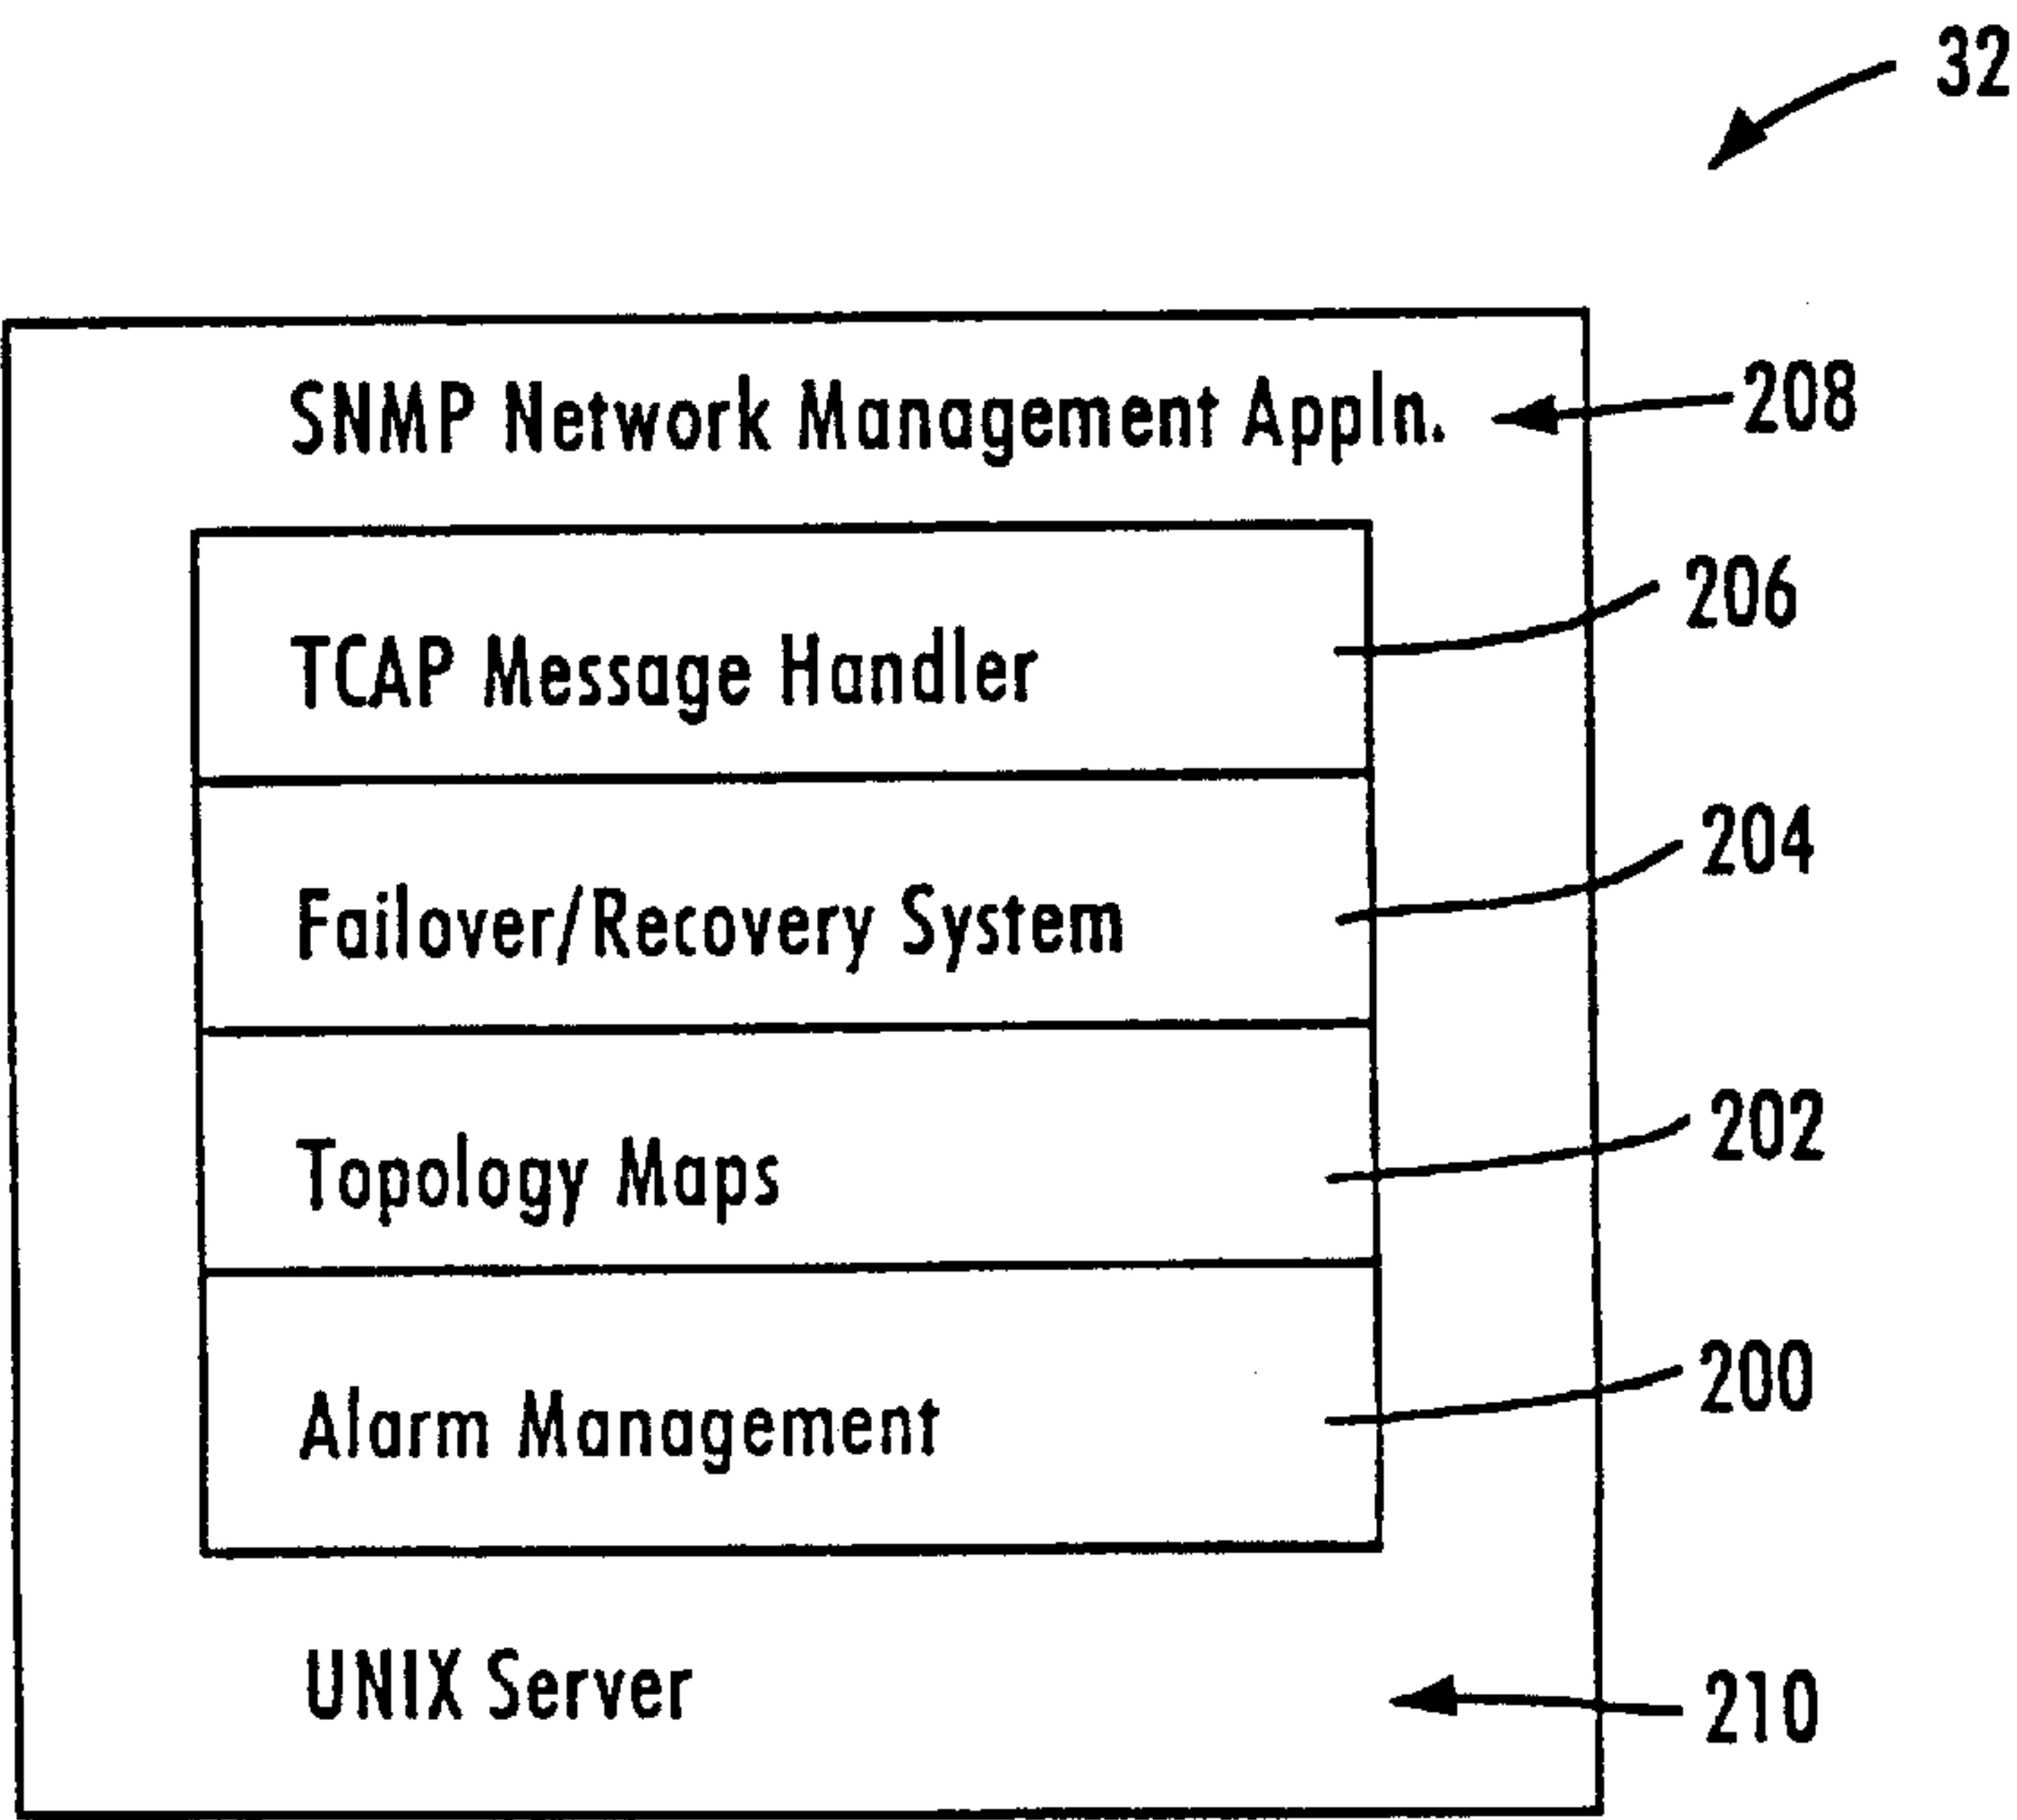 32
SNMP Network Management Appln.
208
TCAP Message Handler
206
Failover/Recovery System
204
Topology Maps
202
Alarm Management
200
UNIX Server
210